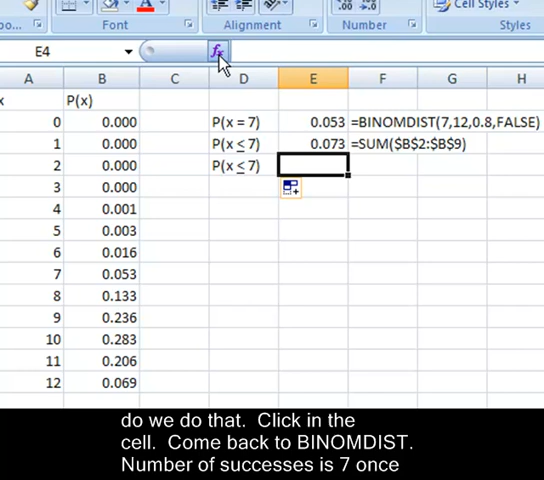 Cell Styles
Font Alignment Number Styles
E4 fx
A B C D E F G H
x P(x)
0 0.000 P(x = 7) 0.053 =BINOMDIST(7,12,0.8,FALSE)
1 0.000 P(x ≤ 7) 0.073 =SUM($B$2:$B$9)
2 0.000 P(x ≤ 7)
3 0.000
4 0.001
5 0.003
6 0.016
7 0.053
8 0.133
9 0.236
10 0.283
11 0.206
12 0.069
do we do that. Click in the
cell. Come back to BINOMDIST.
Number of successes is 7 once